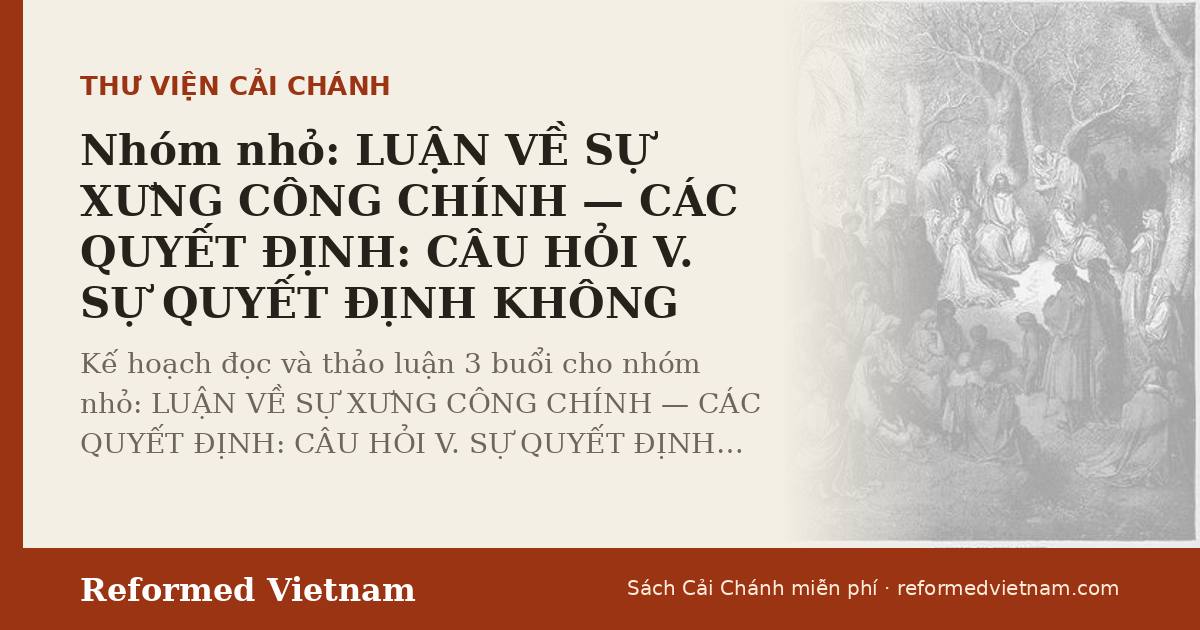 THƯ VIỆN CẢI CHÁNH
Nhóm nhỏ: LUẬN VỀ SỰ
XƯNG CÔNG CHÍNH — CÁC
QUYẾT ĐỊNH: CÂU HỎI V.
SỰ QUYẾT ĐỊNH KHÔNG
Kế hoạch đọc và thảo luận 3 buổi cho nhóm
nhỏ: LUẬN VỀ SỰ XƯNG CÔNG CHÍNH — CÁC
QUYẾT ĐỊNH: CÂU HỎI V. SỰ QUYẾT ĐỊNH...
Reformed Vietnam
Sách Cải Chánh miễn phí · reformedvietnam.com